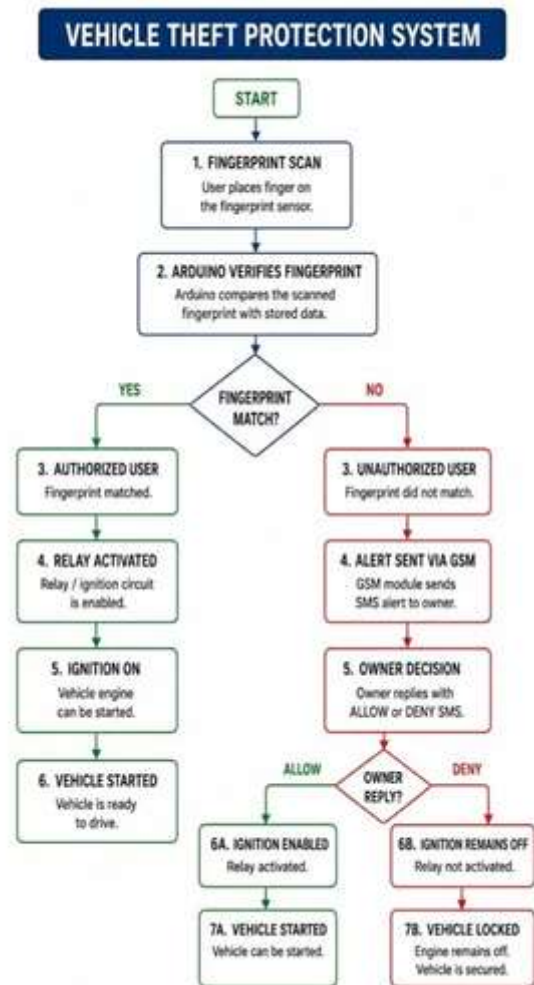 VEHICLE THEFT PROTECTION SYSTEM
START
1. FINGERPRINT SCAN
User places finger on
the fingerprint sensor.
2. ARDUINO VERIFIES FINGERPRINT
Arduino compares the scanned
fingerprint with stored data.
FINGERPRINT
MATCH?
YES
NO
3. AUTHORIZED USER
Fingerprint matched.
4. RELAY ACTIVATED
Relay / ignition circuit
is enabled.
5. IGNITION ON
Vehicle engine
can be started.
6. VEHICLE STARTED
Vehicle is ready
to drive.
3. UNAUTHORIZED USER
Fingerprint did not match.
4. ALERT SENT VIA GSM
GSM module sends
SMS alert to owner.
5. OWNER DECISION
Owner replies with
ALLOW or DENY SMS.
OWNER
REPLY?
ALLOW
DENY
6A. IGNITION ENABLED
Relay activated.
7A. VEHICLE STARTED
Vehicle can be started.
6B. IGNITION REMAINS OFF
Relay not activated.
7B. VEHICLE LOCKED
Engine remains off.
Vehicle is secured.